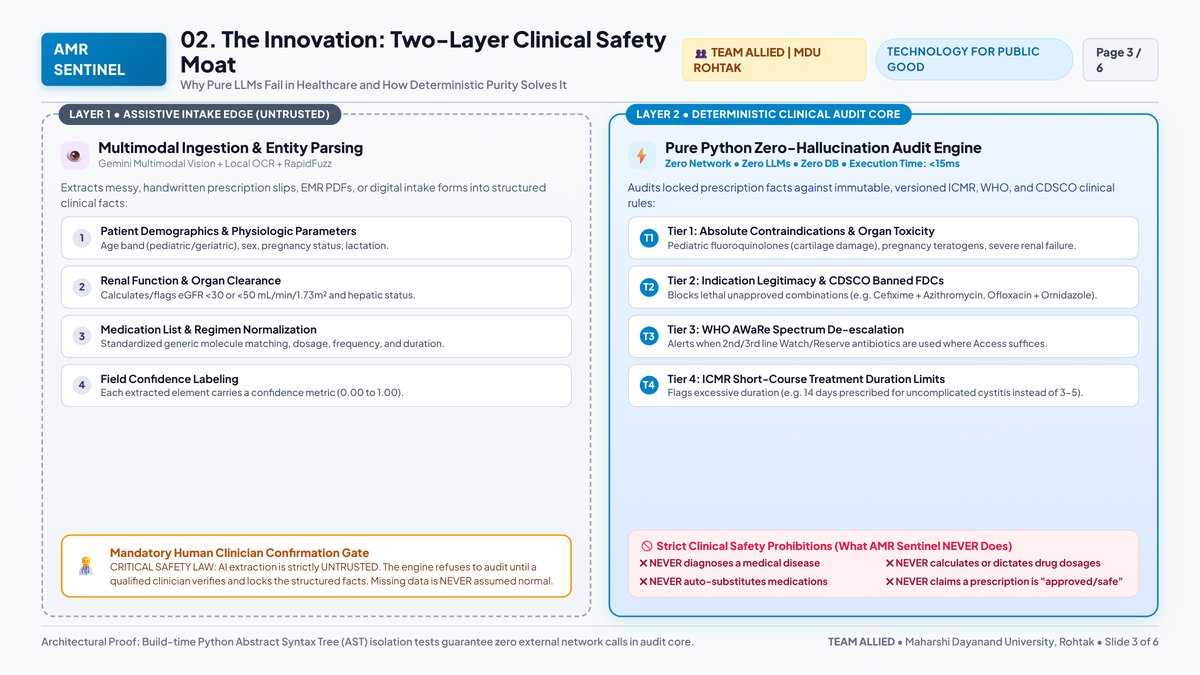 AMR
SENTINEL
02. The Innovation: Two-Layer Clinical Safety
Moat
Why Pure LLMs Fail in Healthcare and How Deterministic Purity Solves It
👥 TEAM ALLIED | MDU
ROHTAK
TECHNOLOGY FOR PUBLIC
GOOD
Page 3 /
6
LAYER 1 • ASSISTIVE INTAKE EDGE (UNTRUSTED)
Multimodal Ingestion & Entity Parsing
Gemini Multimodal Vision + Local OCR + RapidFuzz
Extracts messy, handwritten prescription slips, EMR PDFs, or digital intake forms into structured
clinical facts:
1
Patient Demographics & Physiologic Parameters
Age band (pediatric/geriatric), sex, pregnancy status, lactation.
2
Renal Function & Organ Clearance
Calculates/flags eGFR <30 or <50 mL/min/1.73m² and hepatic status.
3
Medication List & Regimen Normalization
Standardized generic molecule matching, dosage, frequency, and duration.
4
Field Confidence Labeling
Each extracted element carries a confidence metric (0.00 to 1.00).
Mandatory Human Clinician Confirmation Gate
CRITICAL SAFETY LAW: AI extraction is strictly UNTRUSTED. The engine refuses to audit until a
qualified clinician verifies and locks the structured facts. Missing data is NEVER assumed normal.
LAYER 2 • DETERMINISTIC CLINICAL AUDIT CORE
Pure Python Zero-Hallucination Audit Engine
Zero Network • Zero LLMs • Zero DB • Execution Time: <15ms
Audits locked prescription facts against immutable, versioned ICMR, WHO, and CDSCO clinical
rules:
T1
Tier 1: Absolute Contraindications & Organ Toxicity
Pediatric fluoroquinolones (cartilage damage), pregnancy teratogens, severe renal failure.
T2
Tier 2: Indication Legitimacy & CDSCO Banned FDCs
Blocks lethal unapproved combinations (e.g. Cefixime + Azithromycin, Ofloxacin + Ornidazole).
T3
Tier 3: WHO AWaRe Spectrum De-escalation
Alerts when 2nd/3rd line Watch/Reserve antibiotics are used where Access suffices.
T4
Tier 4: ICMR Short-Course Treatment Duration Limits
Flags excessive duration (e.g. 14 days prescribed for uncomplicated cystitis instead of 3–5).
🚫 Strict Clinical Safety Prohibitions (What AMR Sentinel NEVER Does)
❌ NEVER diagnoses a medical disease
❌ NEVER calculates or dictates drug dosages
❌ NEVER auto-substitutes medications
❌ NEVER claims a prescription is "approved/safe"
Architectural Proof: Build-time Python Abstract Syntax Tree (AST) isolation tests guarantee zero external network calls in audit core.
TEAM ALLIED • Maharshi Dayanand University, Rohtak • Slide 3 of 6